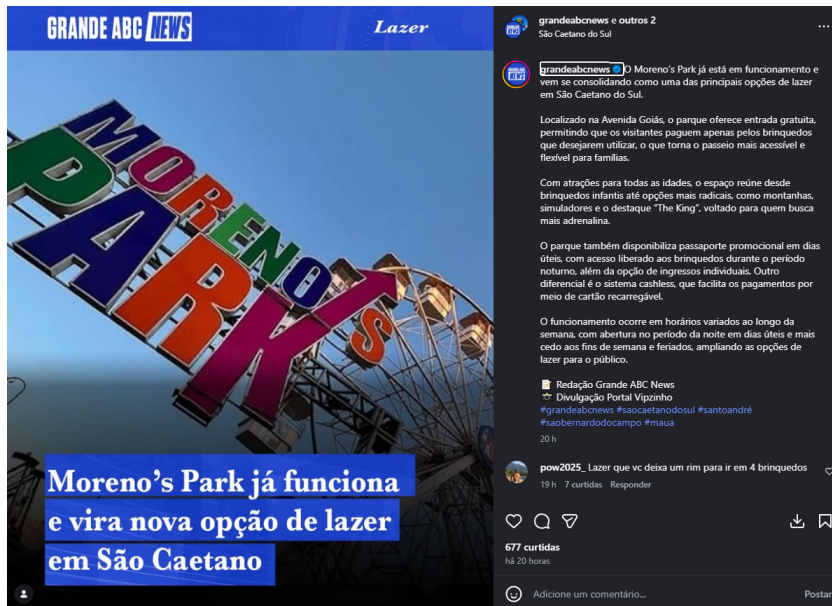 GRANDE ABC NEWS
Lazer
MORENO'S
PARK
Moreno's Park já funciona
e vira nova opção de lazer
em São Caetano
grandeabcnews e outros 2
São Caetano do Sul
grandeabcnews O Moreno's Park já está em funcionamento e
vem se consolidando como uma das principais opções de lazer
em São Caetano do Sul.
Localizado na Avenida Goiás, o parque oferece entrada gratuita,
permitindo que os visitantes paguem apenas pelos brinquedos
que desejarem utilizar, o que torna o passeio mais acessível e
flexível para famílias.
Com atrações para todas as idades, o espaço reúne desde
brinquedos infantis até opções mais radicais, como montanhas,
simuladores e o destaque "The King", voltado para quem busca
mais adrenalina.
O parque também disponibiliza passaporte promocional em dias
úteis, com acesso liberado aos brinquedos durante o período
noturno, além da opção de ingressos individuais. Outro
diferencial é o sistema cashless, que facilita os pagamentos por
meio de cartão recarregável.
O funcionamento ocorre em horários variados ao longo da
semana, com abertura no período da noite em dias úteis e mais
cedo aos fins de semana e feriados, ampliando as opções de
lazer para o público.
Redação Grande ABC News
Divulgação Portal Vipzinho
#grandeabcnews #saocaetanodosul #santoandré
#saobernardodocampo #maua
20 h
pow2025_ Lazer que vc deixa um rim para ir em 4 brinquedos
19 h 7 curtidas Responder
677 curtidas
há 20 horas
Adicione um comentário... Postar